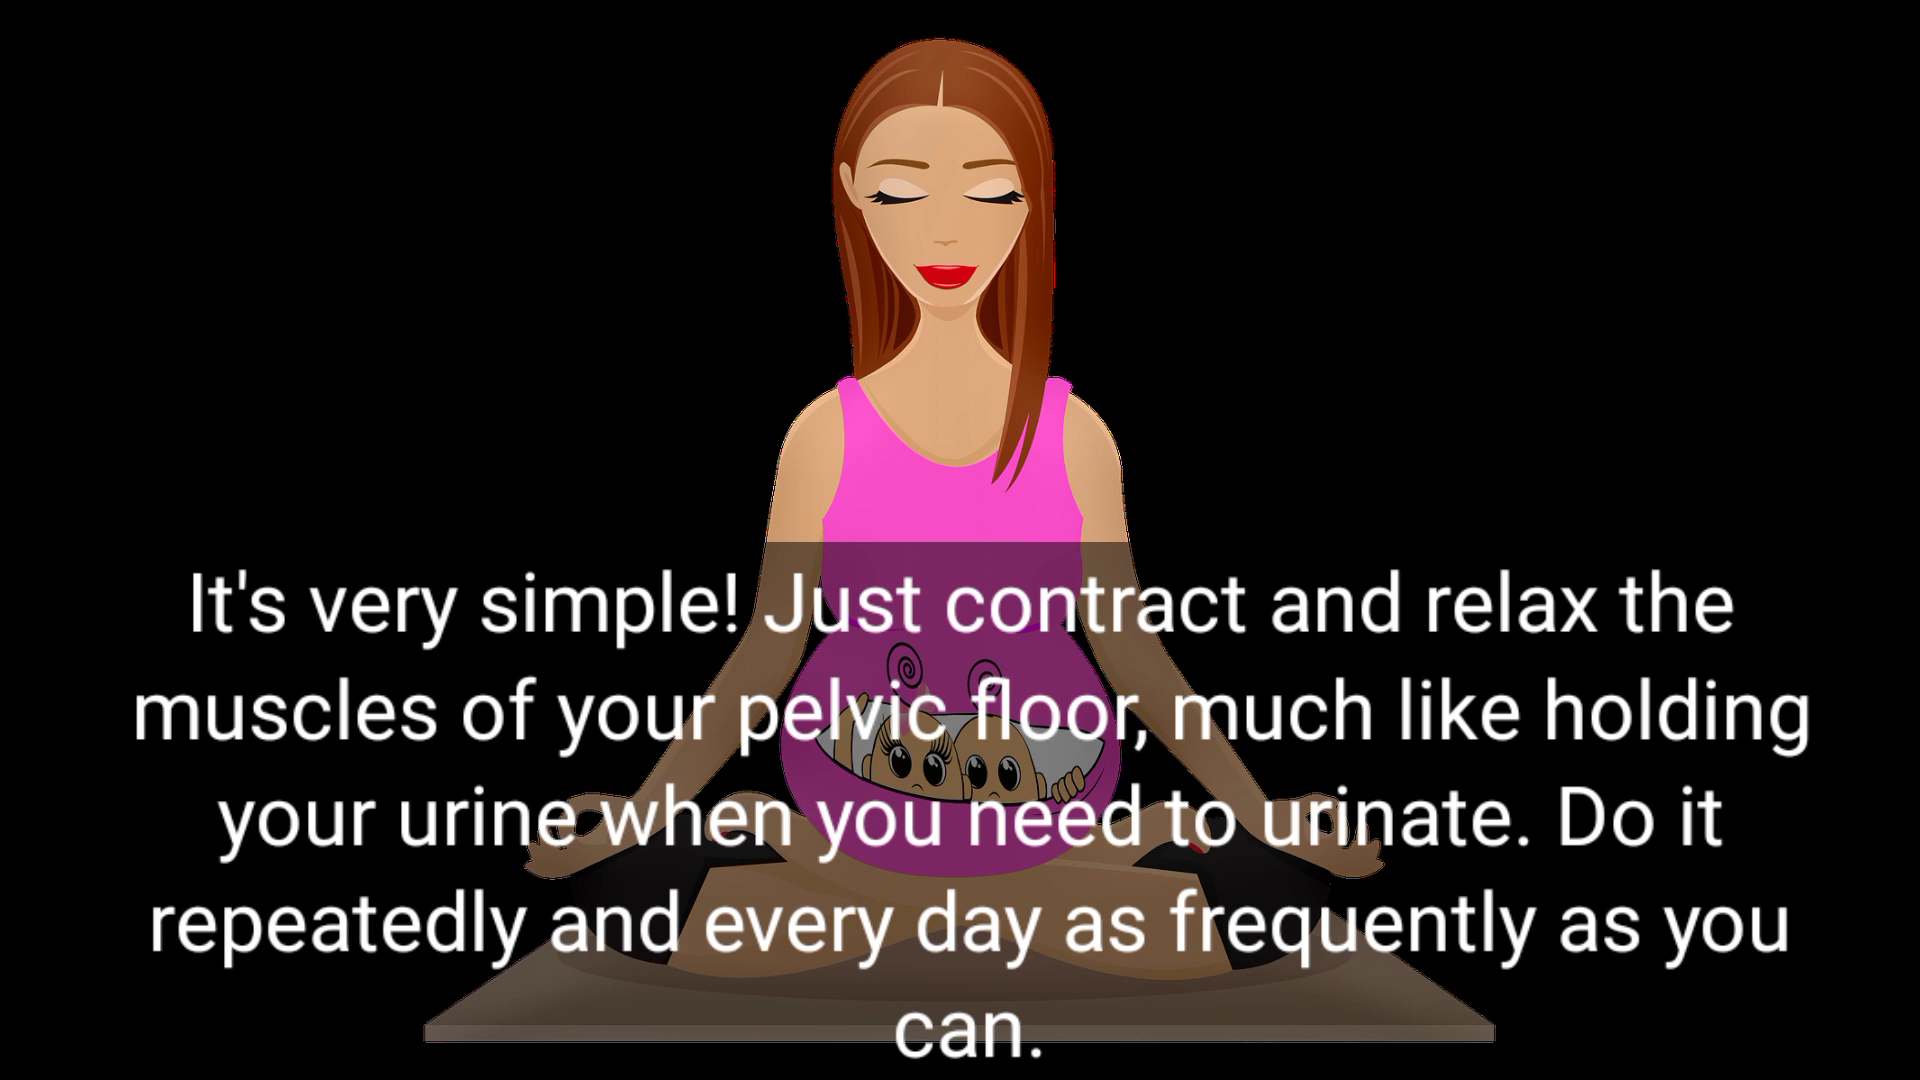 It's very simple! Just contract and relax the
muscles of your pelvic floor, much like holding
your urine when you need to urinate. Do it
repeatedly and every day as frequently as you
can.